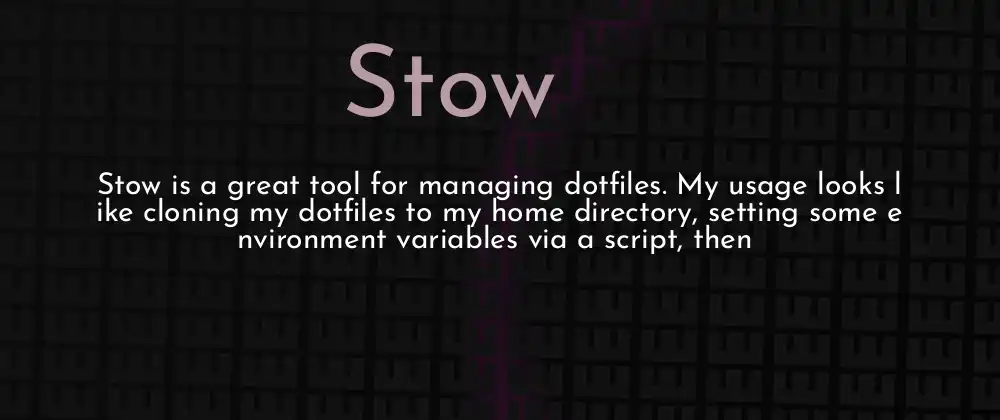 Stow
Stow is a great tool for managing dotfiles. My usage looks l
ike cloning my dotfiles to my home directory, setting some e
nvironment variables via a script, then